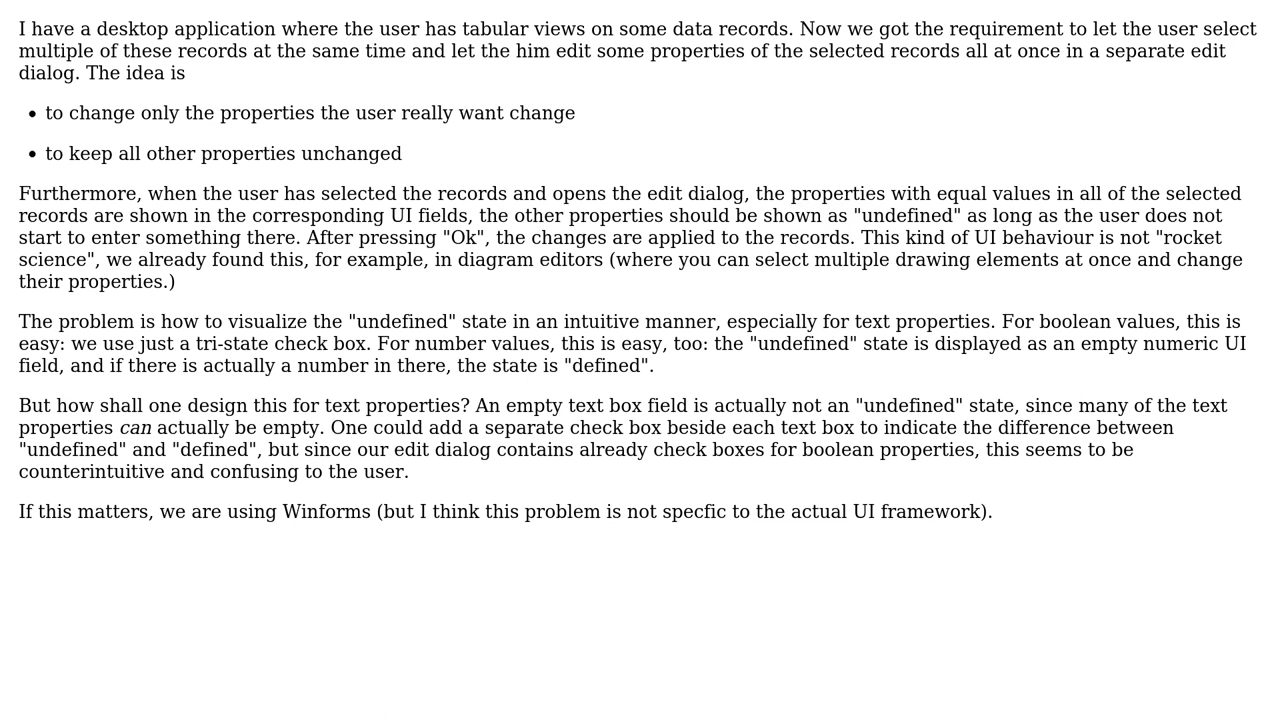 I have a desktop application where the user has tabular views on some data records. Now we got the requirement to let the user select
multiple of these records at the same time and let the him edit some properties of the selected records all at once in a separate edit
dialog. The idea is
• to change only the properties the user really want change
• to keep all other properties unchanged
Furthermore, when the user has selected the records and opens the edit dialog, the properties with equal values in all of the selected
records are shown in the corresponding UI fields, the other properties should be shown as "undefined" as long as the user does not
start to enter something there. After pressing "Ok", the changes are applied to the records. This kind of UI behaviour is not "rocket
science", we already found this, for example, in diagram editors (where you can select multiple drawing elements at once and change
their properties.)
The problem is how to visualize the "undefined" state in an intuitive manner, especially for text properties. For boolean values, this is
easy: we use just a tri-state check box. For number values, this is easy, too: the "undefined" state is displayed as an empty numeric UI
field, and if there is actually a number in there, the state is "defined".
But how shall one design this for text properties? An empty text box field is actually not an "undefined" state, since many of the text
properties can actually be empty. One could add a separate check box beside each text box to indicate the difference between
"undefined" and "defined", but since our edit dialog contains already check boxes for boolean properties, this seems to be
counterintuitive and confusing to the user.
If this matters, we are using Winforms (but I think this problem is not specfic to the actual UI framework).